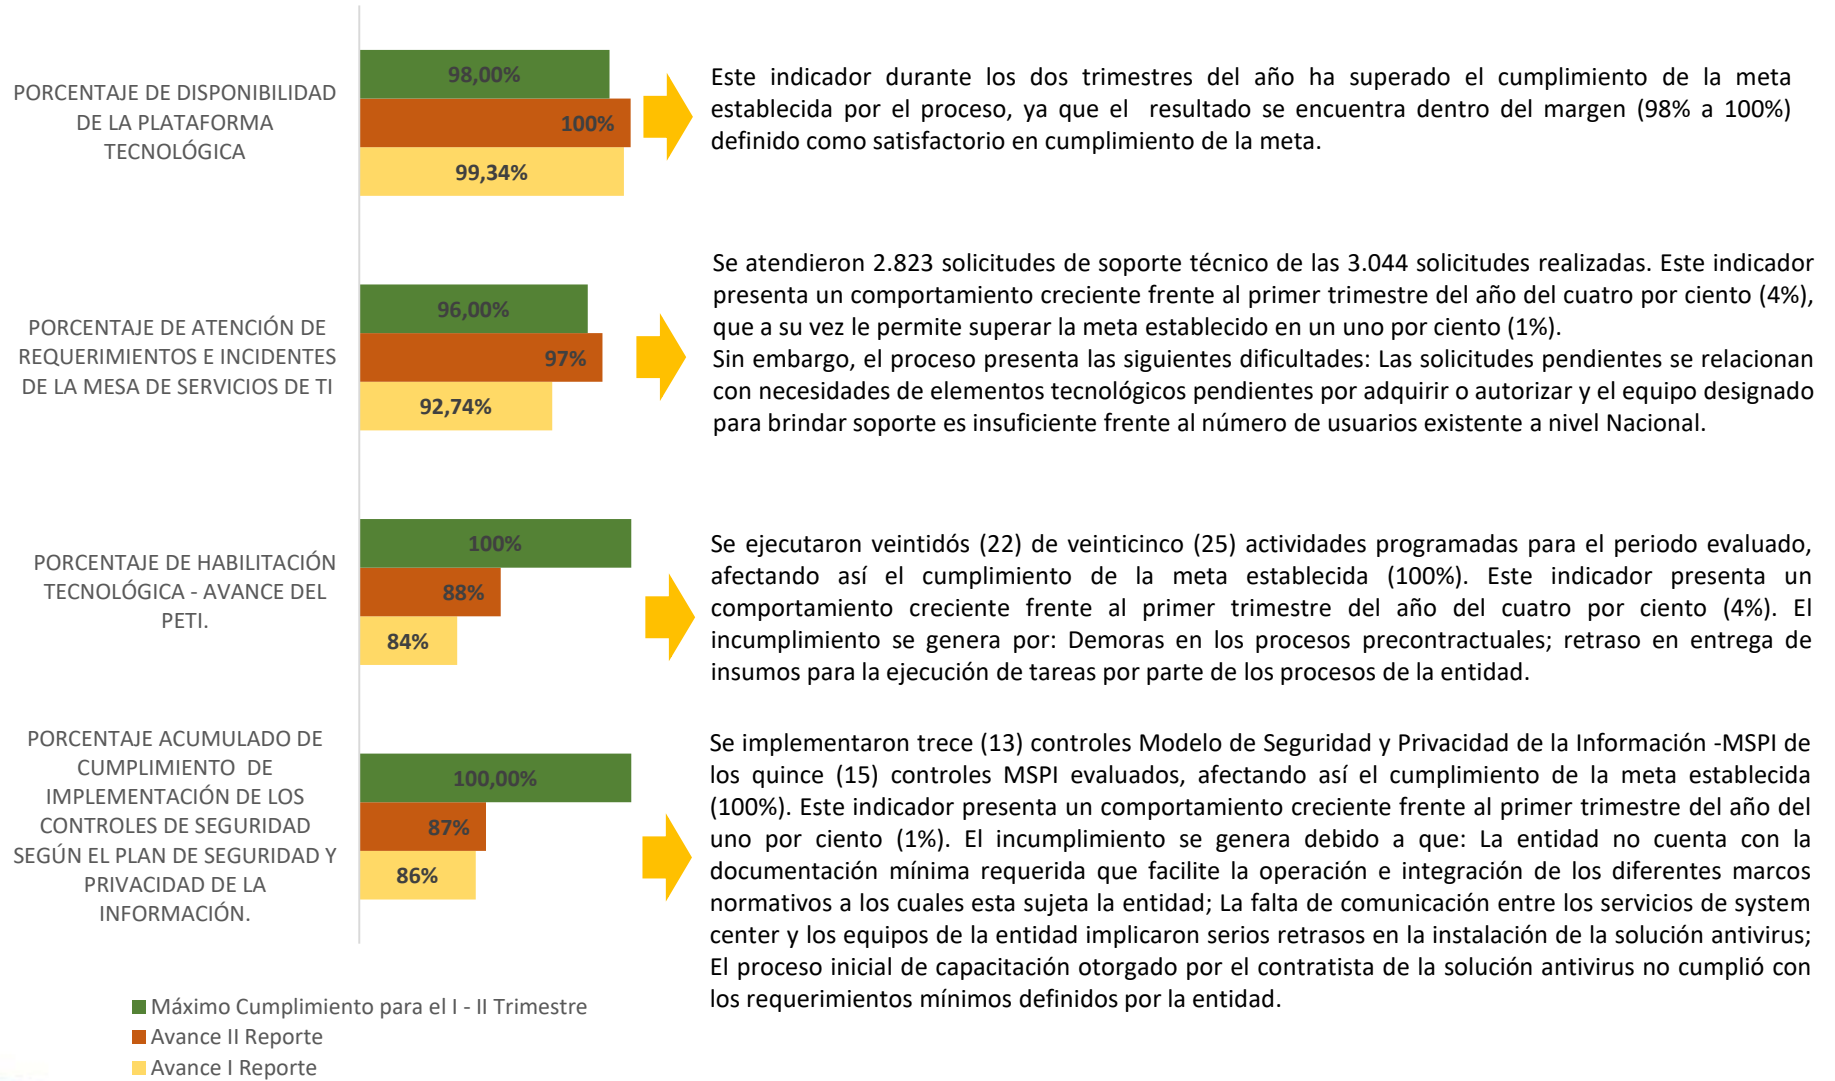 PORCENTAJE DE DISPONIBILIDAD
DE LA PLATAFORMA
TECNOLÓGICA
98,00%
100%
99,34%
Este indicador durante los dos trimestres del año ha superado el cumplimiento de la meta
establecida por el proceso, ya que el resultado se encuentra dentro del margen (98% a 100%)
definido como satisfactorio en cumplimiento de la meta.
PORCENTAJE DE ATENCIÓN DE
REQUERIMIENTOS E INCIDENTES
DE LA MESA DE SERVICIOS DE TI
96,00%
97%
92,74%
Se atendieron 2.823 solicitudes de soporte técnico de las 3.044 solicitudes realizadas. Este indicador
presenta un comportamiento creciente frente al primer trimestre del año del cuatro por ciento (4%),
que a su vez le permite superar la meta establecido en un uno por ciento (1%).
Sin embargo, el proceso presenta las siguientes dificultades: Las solicitudes pendientes se relacionan
con necesidades de elementos tecnológicos pendientes por adquirir o autorizar y el equipo designado
para brindar soporte es insuficiente frente al número de usuarios existente a nivel Nacional.
PORCENTAJE DE HABILITACIÓN
TECNOLÓGICA - AVANCE DEL
PETI.
100%
88%
84%
Se ejecutaron veintidós (22) de veinticinco (25) actividades programadas para el periodo evaluado,
afectando así el cumplimiento de la meta establecida (100%). Este indicador presenta un
comportamiento creciente frente al primer trimestre del año del cuatro por ciento (4%). El
incumplimiento se genera por: Demoras en los procesos precontractuales; retraso en entrega de
insumos para la ejecución de tareas por parte de los procesos de la entidad.
PORCENTAJE ACUMULADO DE
CUMPLIMIENTO DE
IMPLEMENTACIÓN DE LOS
CONTROLES DE SEGURIDAD
SEGÚN EL PLAN DE SEGURIDAD Y
PRIVACIDAD DE LA
INFORMACIÓN.
100,00%
87%
86%
Se implementaron trece (13) controles Modelo de Seguridad y Privacidad de la Información -MSPI de
los quince (15) controles MSPI evaluados, afectando así el cumplimiento de la meta establecida
(100%). Este indicador presenta un comportamiento creciente frente al primer trimestre del año del
uno por ciento (1%). El incumplimiento se genera debido a que: La entidad no cuenta con la
documentación mínima requerida que facilite la operación e integración de los diferentes marcos
normativos a los cuales esta sujeta la entidad; La falta de comunicación entre los servicios de system
center y los equipos de la entidad implicaron serios retrasos en la instalación de la solución antivirus;
El proceso inicial de capacitación otorgado por el contratista de la solución antivirus no cumplió con
los requerimientos mínimos definidos por la entidad.
Máximo Cumplimiento para el I - II Trimestre
Avance II Reporte
Avance I Reporte